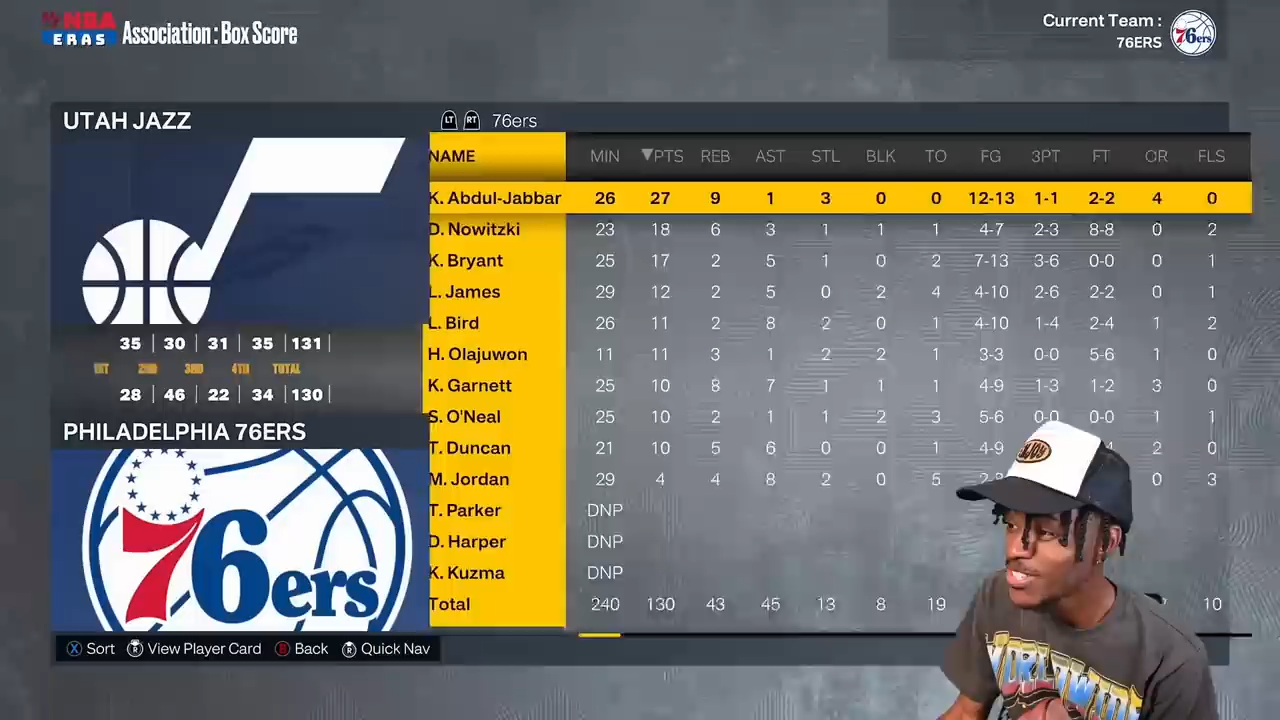 NBA
ERAS
Association : Box Score
Current Team :
76ERS
76ers
UTAH JAZZ
LT RT 76ers
NAME MIN ▼PTS REB AST STL BLK TO FG 3PT FT OR FLS
K. Abdul-Jabbar 26 27 9 1 3 0 0 12-13 1-1 2-2 4 0
D. Nowitzki 23 18 6 3 1 1 1 4-7 2-3 8-8 0 2
K. Bryant 25 17 2 5 1 0 2 7-13 3-6 0-0 0 1
L. James 29 12 2 5 0 2 4 4-10 2-6 2-2 0 1
L. Bird 26 11 2 8 2 0 1 4-10 1-4 2-4 1 2
H. Olajuwon 11 11 3 1 2 2 1 3-3 0-0 5-6 1 0
K. Garnett 25 10 8 7 1 1 1 4-9 1-3 1-2 3 0
S. O'Neal 25 10 2 1 1 2 3 5-6 0-0 0-0 1 1
T. Duncan 21 10 5 6 0 0 1 4-9 2 0
M. Jordan 29 4 4 8 2 0 5 0 3
T. Parker DNP
D. Harper DNP
K. Kuzma DNP
Total 240 130 43 45 13 8 19 10
35 | 30 | 31 | 35 | 131 |
1ST 2ND 3RD 4TH TOTAL
28 | 46 | 22 | 34 | 130 |
PHILADELPHIA 76ERS
76ers
X Sort R View Player Card B Back R Quick Nav
WORLDWIDE